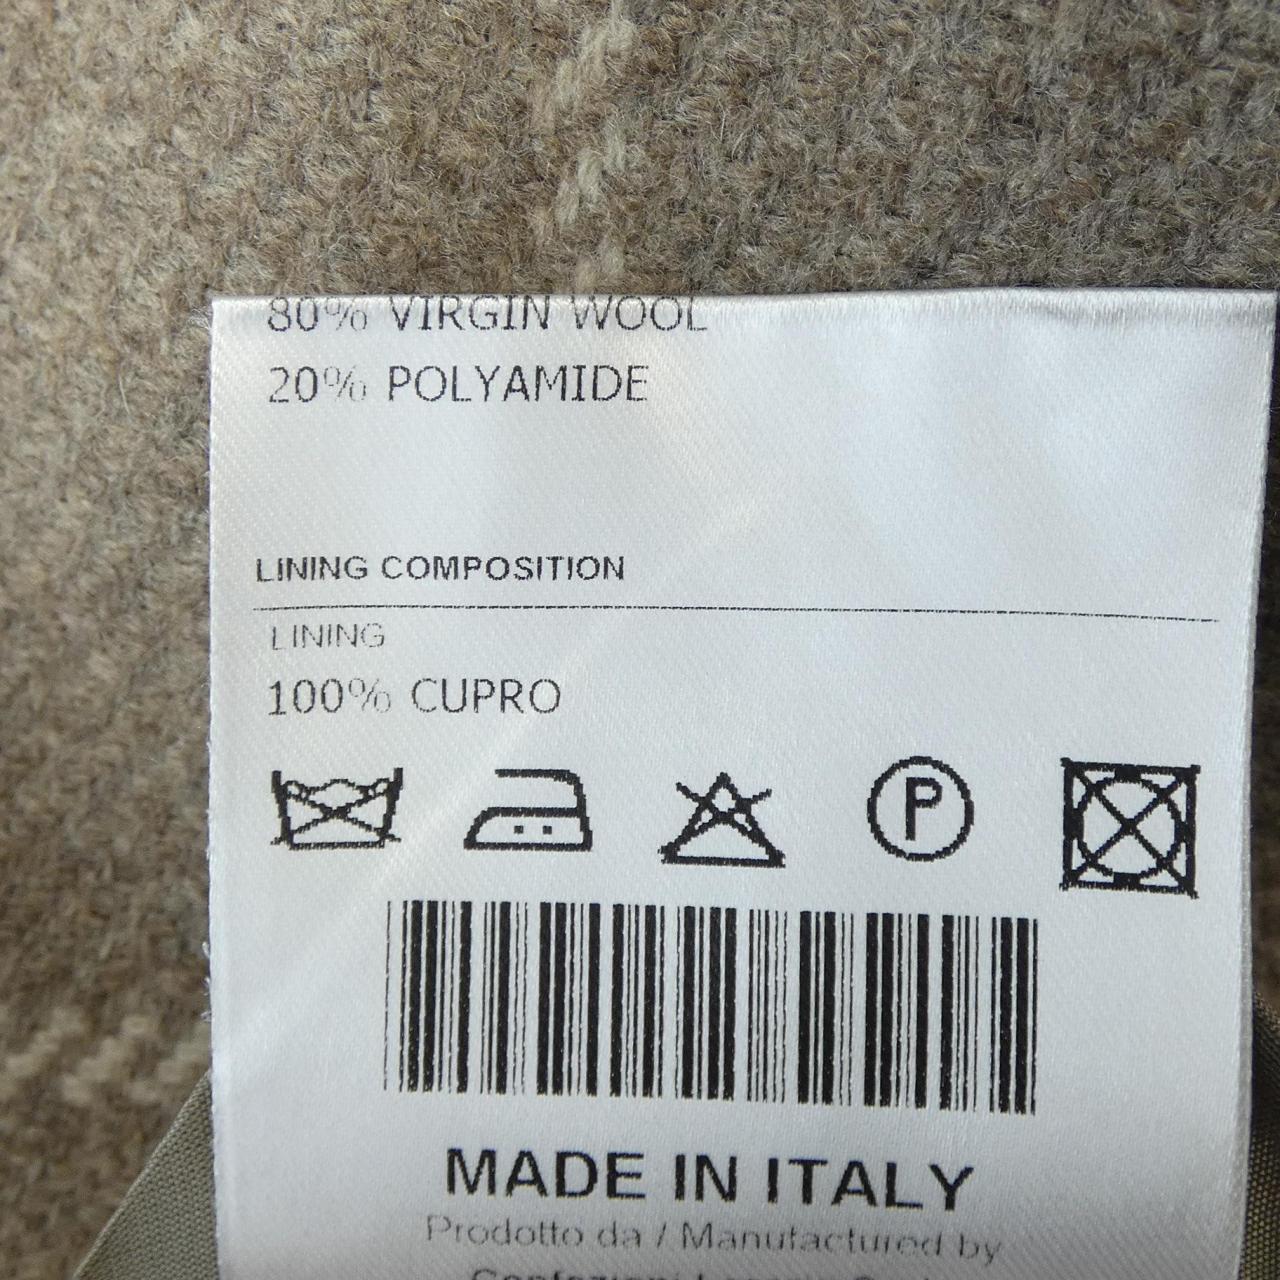 80% VIRGIN WOOL
20% POLYAMIDE
LINING COMPOSITION
LINING
100% CUPRO
P
MADE IN ITALY
Prodotto da / Manufactured by